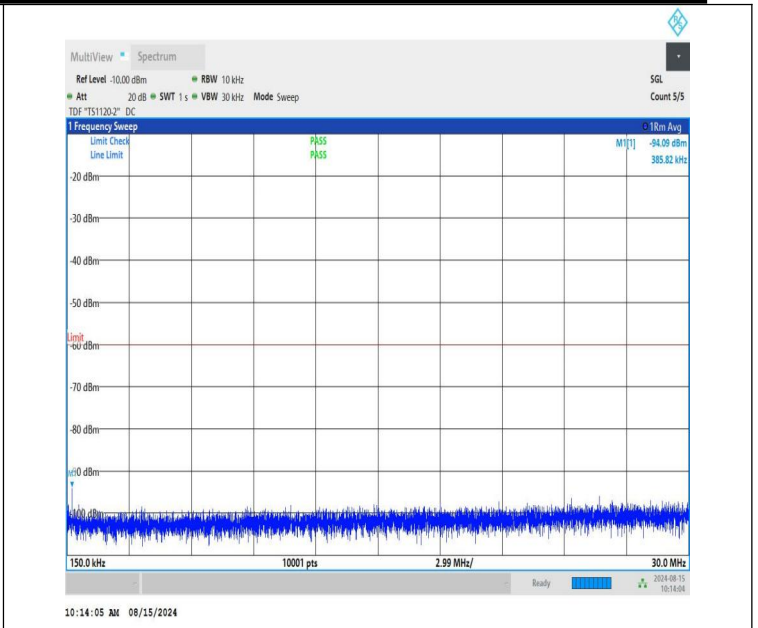 R S
MultiView Spectrum
Ref Level -10.00 dBm RBW 10 kHz SGL
Att 20 dB SWT 1 s VBW 30 kHz Mode Sweep Count 5/5
TDF "TS1120-2" DC
1 Frequency Sweep 1Rm Avg
Limit Check PASS M1[1] -94.09 dBm
Line Limit PASS 385.82 kHz
-20 dBm
-30 dBm
-40 dBm
-50 dBm
Limit
-60 dBm
-70 dBm
-80 dBm
dBm
-100 dBm
150.0 kHz 10001 pts 2.99 MHz/ 30.0 MHz
Ready 2024-08-15
10:14:04
10:14:05 AM 08/15/2024